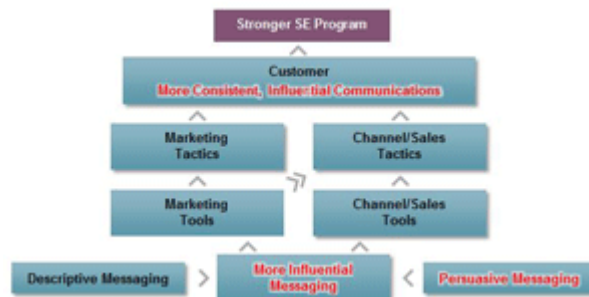 Stronger SE Program
Customer
More Consistent, Influential Communications
Marketing
Tactics
Channel/Sales
Tactics
Marketing
Tools
Channel/Sales
Tools
Descriptive Messaging
More Influential
Messaging
Persuasive Messaging